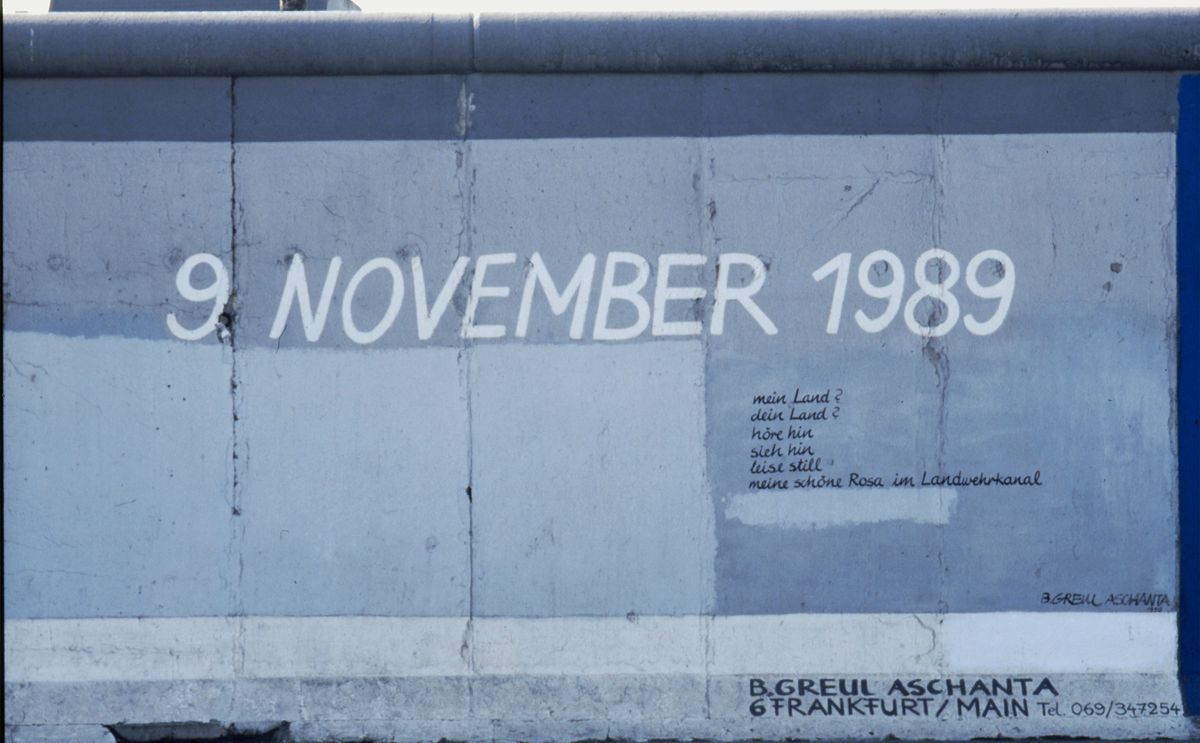 9. NOVEMBER 1989
mein Land?
dein Land?
höre hin
sieh hin
leise still
meine schöne Rosa im Landwehrkanal
B.GREUL ASCHANTA
B.GREUL ASCHANTA
6 FRANKFURT/MAIN Tel. 069/347254